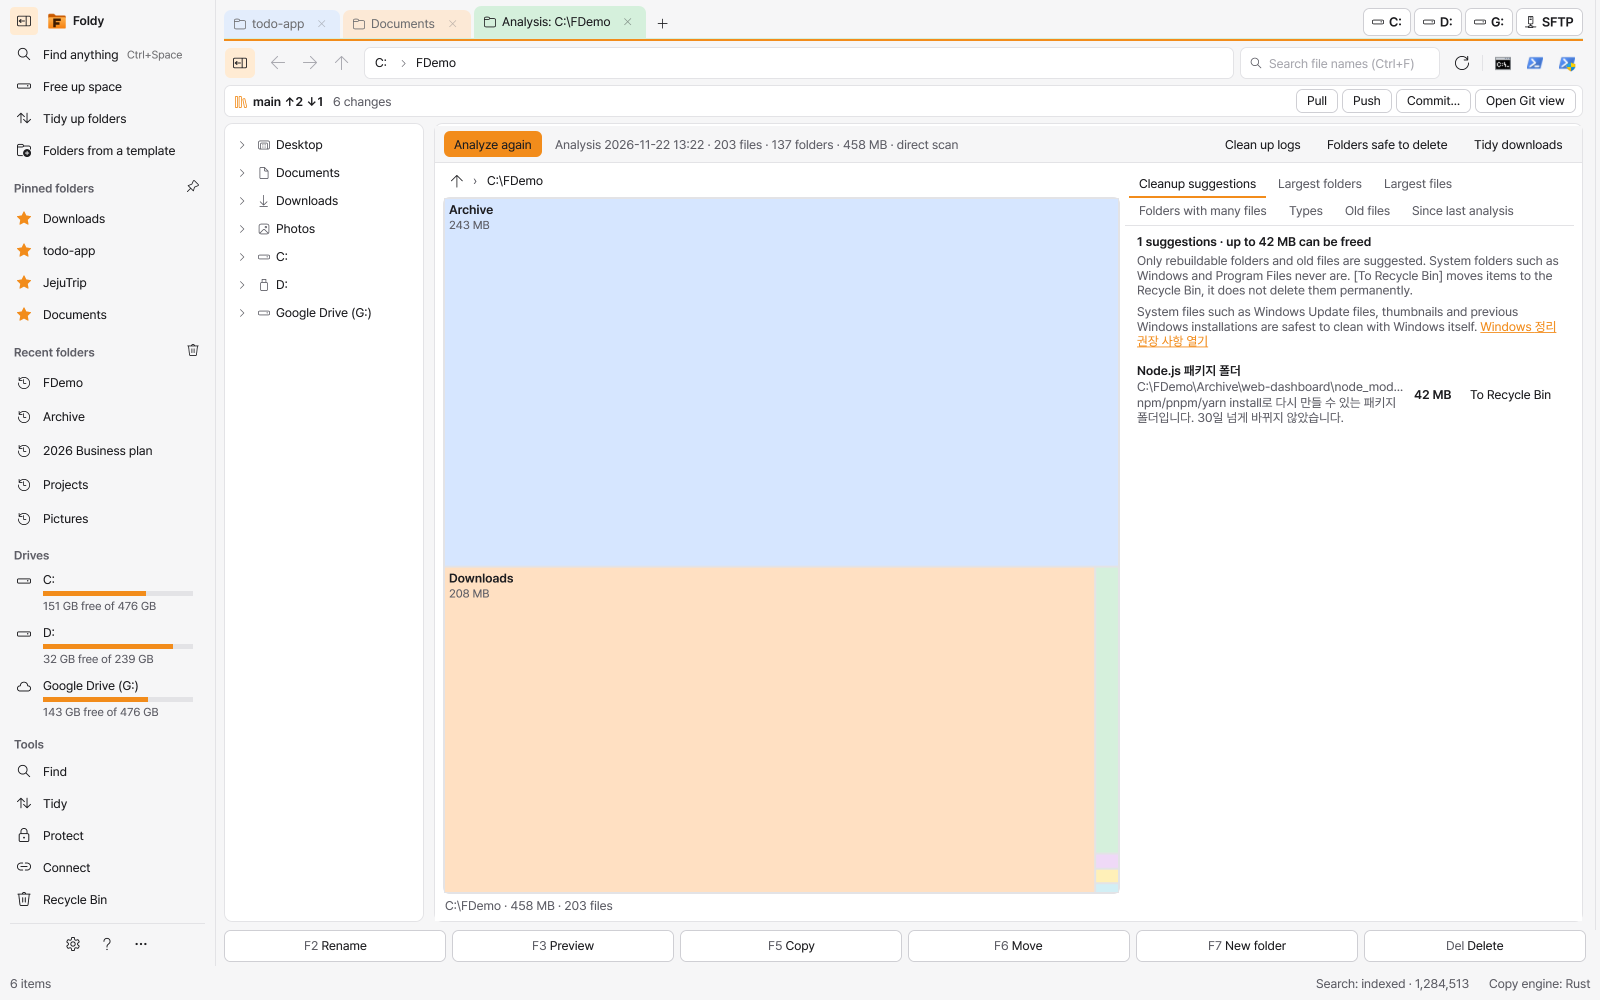 Foldy
Find anything Ctrl+Space
Free up space
Tidy up folders
Folders from a template
Pinned folders
Downloads
todo-app
JejuTrip
Documents
Recent folders
FDemo
Archive
2026 Business plan
Projects
Pictures
Drives
C:
151 GB free of 476 GB
D:
32 GB free of 239 GB
Google Drive (G:)
143 GB free of 476 GB
Tools
Find
Tidy
Protect
Connect
Recycle Bin
6 items
todo-app
Documents
Analysis: C:\FDemo
C:
D:
G:
SFTP
C: › FDemo
Search file names (Ctrl+F)
main ↑2 ↓1 6 changes
Pull
Push
Commit...
Open Git view
Desktop
Documents
Downloads
Photos
C:
D:
Google Drive (G:)
Analyze again
Analysis 2026-11-22 13:22 · 203 files · 137 folders · 458 MB · direct scan
Clean up logs
Folders safe to delete
Tidy downloads
↑ › C:\FDemo
Archive
243 MB
Downloads
208 MB
C:\FDemo · 458 MB · 203 files
Cleanup suggestions
Largest folders
Largest files
Folders with many files
Types
Old files
Since last analysis
1 suggestions · up to 42 MB can be freed
Only rebuildable folders and old files are suggested. System folders such as
Windows and Program Files never are. [To Recycle Bin] moves items to the
Recycle Bin, it does not delete them permanently.
System files such as Windows Update files, thumbnails and previous
Windows installations are safest to clean with Windows itself. Windows 정리
권장 사항 열기
Node.js 패키지 폴더
C:\FDemo\Archive\web-dashboard\node_mod...
npm/pnpm/yarn install로 다시 만들 수 있는 패키지
폴더입니다. 30일 넘게 바뀌지 않았습니다.
42 MB
To Recycle Bin
F2 Rename
F3 Preview
F5 Copy
F6 Move
F7 New folder
Del Delete
Search: indexed · 1,284,513
Copy engine: Rust